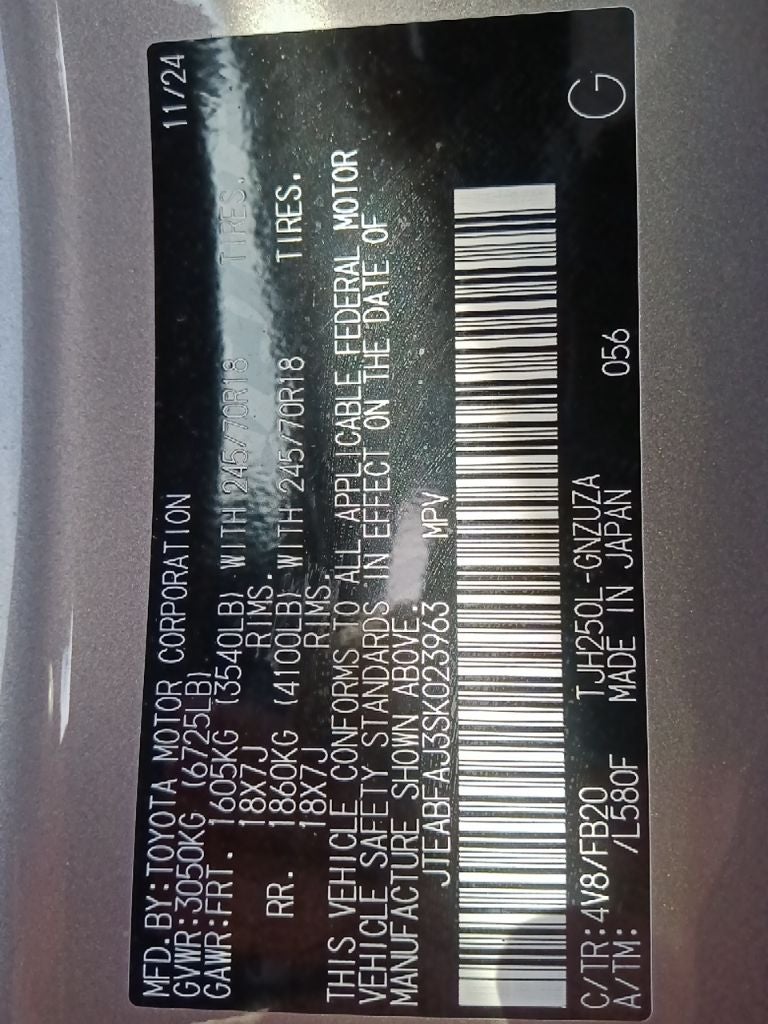 MFD.BY:TOYOTA MOTOR CORPORATION 11/24
GVWR:3050KG (6725LB)
GAWR:FRT. 1605KG (3540LB) WITH 245/70R18 TIRES.
18X7J RIMS.
RR. 1860KG (4100LB) WITH 245/70R18 TIRES.
18X7J RIMS.
THIS VEHICLE CONFORMS TO ALL APPLICABLE FEDERAL MOTOR
VEHICLE SAFETY STANDARDS IN EFFECT ON THE DATE OF
MANUFACTURE SHOWN ABOVE.
JTEABFAJ3SK023963 MPV
C/TR:4V8/FB20 TJH250L-GNZUZA 056 G
A/TM: /L580F MADE IN JAPAN